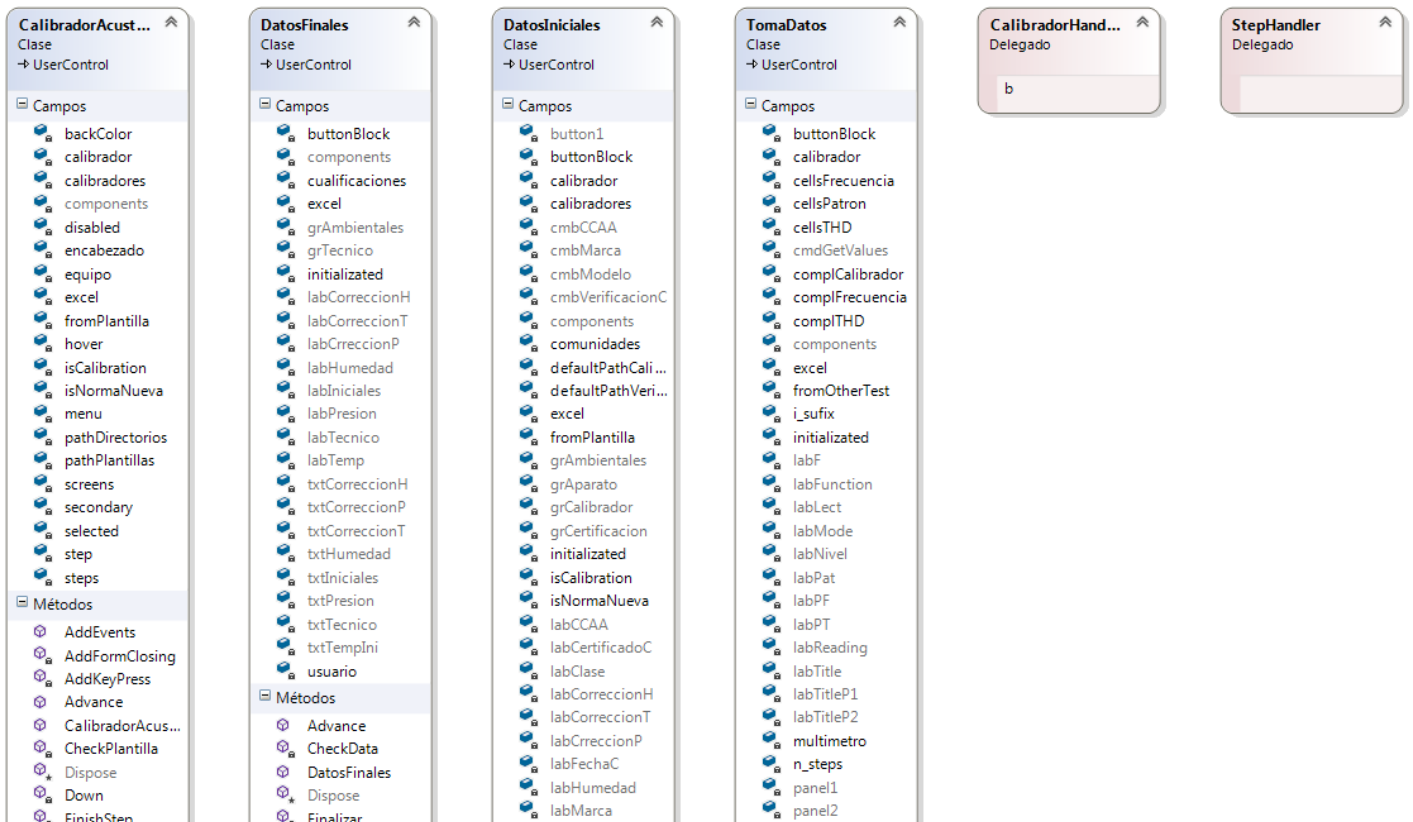 CalibradorAcust...
Clase
UserControl
Campos
backColor
calibrador
calibradores
components
disabled
encabezado
equipo
excel
fromPlantilla
hover
isCalibration
isNormaNueva
menu
pathDirectorios
pathPlantillas
screens
secondary
selected
step
steps
Métodos
AddEvents
AddFormClosing
AddKeyPress
Advance
CalibradorAcus...
CheckPlantilla
Dispose
Down
FinishStep
DatosFinales
Clase
UserControl
Campos
buttonBlock
components
cualificaciones
excel
grAmbientales
grTecnico
initializated
labCorreccionH
labCorreccionT
labCrreccionP
labHumedad
labIniciales
labPresion
labTecnico
labTemp
txtCorreccionH
txtCorreccionP
txtCorreccionT
txtHumedad
txtIniciales
txtPresion
txtTecnico
txtTempIni
usuario
Métodos
Advance
CheckData
DatosFinales
Dispose
Finalizar
DatosIniciales
Clase
UserControl
Campos
button1
buttonBlock
calibrador
calibradores
cmbCCAA
cmbMarca
cmbModelo
cmbVerificacionC
components
comunidades
defaultPathCali...
defaultPathVeri...
excel
fromPlantilla
grAmbientales
grAparato
grCalibrador
grCertificacion
initializated
isCalibration
isNormaNueva
labCCAA
labCertificadoC
labClase
labCorreccionH
labCorreccionT
labCrreccionP
labFechaC
labHumedad
labMarca
TomaDatos
Clase
UserControl
Campos
buttonBlock
calibrador
cellsFrecuencia
cellsPatron
cellsTHD
cmdGetValues
complCalibrador
complFrecuencia
complTHD
components
excel
fromOtherTest
i_sufix
initializated
labF
labFunction
labLect
labMode
labNivel
labPat
labPF
labPT
labReading
labTitle
labTitleP1
labTitleP2
multimetro
n_steps
panel1
panel2
CalibradorHand...
Delegado
b
StepHandler
Delegado